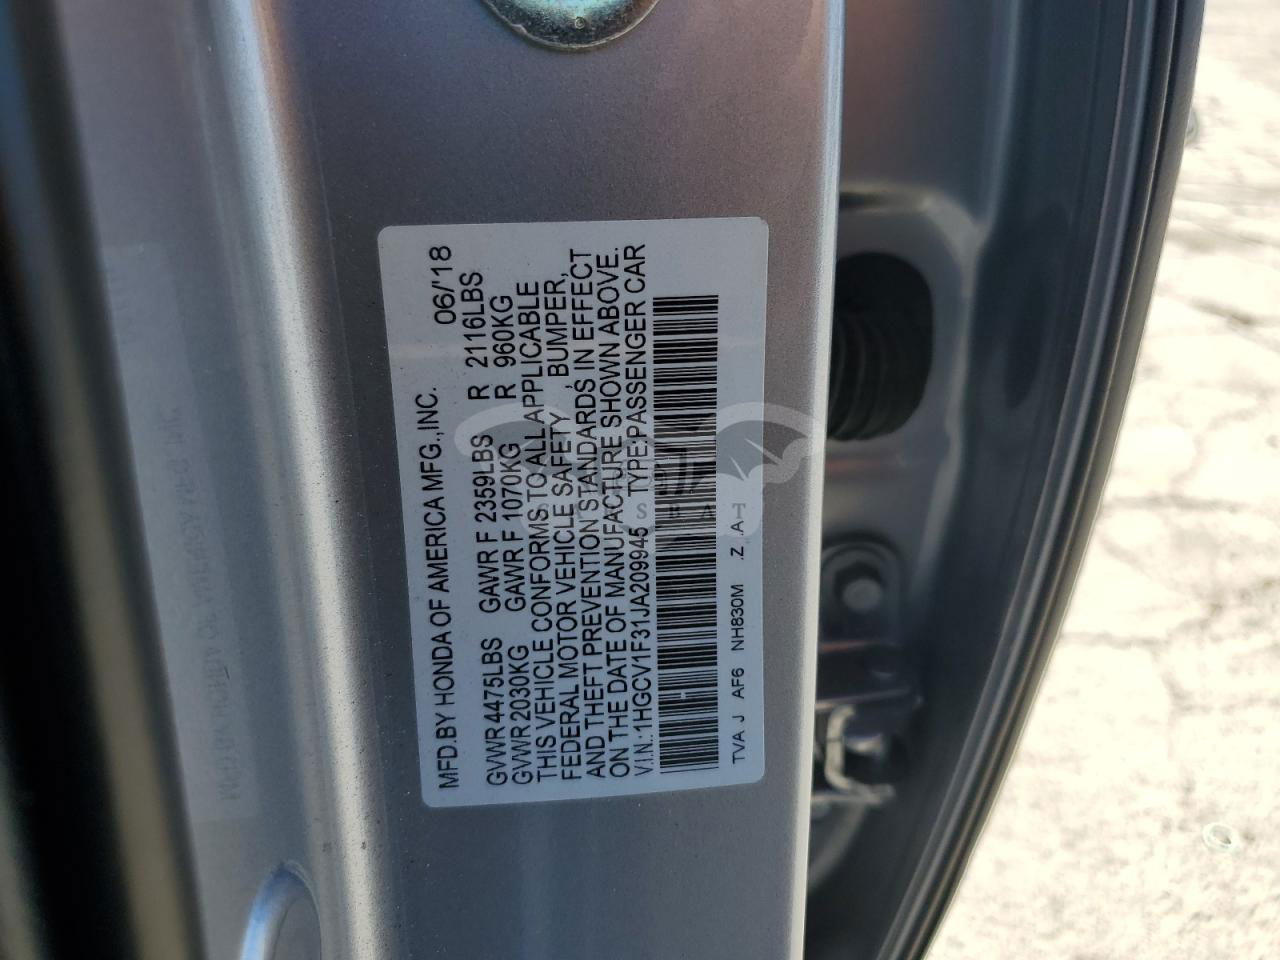 MFD.BY HONDA OF AMERICA MFG.,INC. 06/'18
GVWR 4475LBS GAWR F 2359LBS R 2116LBS
GVWR 2030KG GAWR F 1070KG R 960KG
THIS VEHICLE CONFORMS TO ALL APPLICABLE
FEDERAL MOTOR VEHICLE SAFETY , BUMPER,
AND THEFT PREVENTION STANDARDS IN EFFECT
ON THE DATE OF MANUFACTURE SHOWN ABOVE.
V.I.N.:1HGCV1F31JA209945 TYPE:PASSENGER CAR
TVA J AF6 NH830M .Z .A